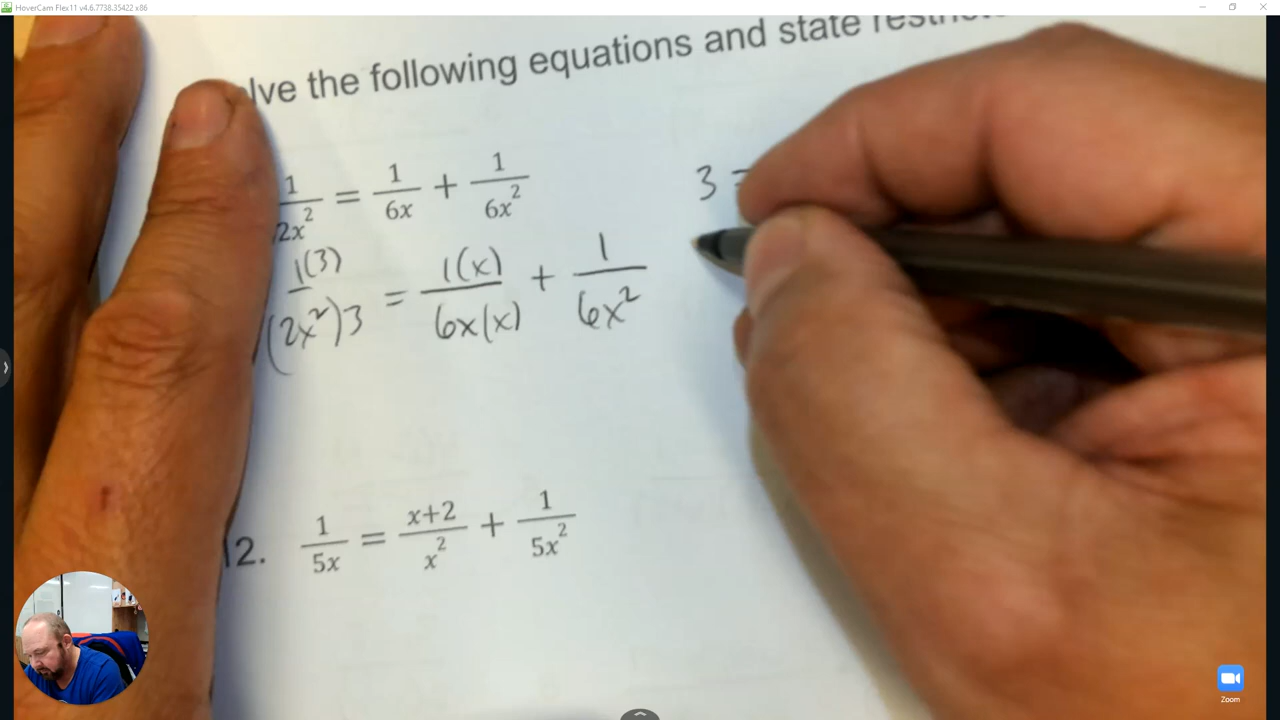 HoverCam Flex11 v4.6.7738.35422 x86
lve the following equations and state
1/2x² = 1/6x + 1/6x²
1(3)/(2x²)3 = 1(x)/6x(x) + 1/6x²
3 =
12. 1/5x = x+2/x² + 1/5x²
Zoom